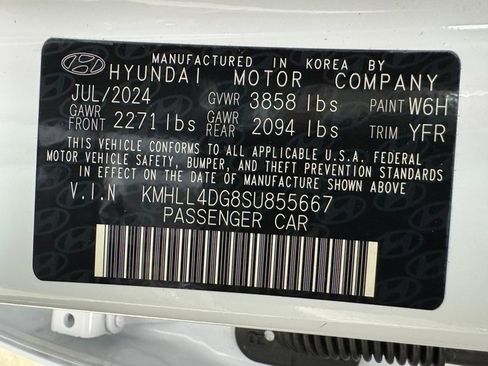 MANUFACTURED IN KOREA BY
HYUNDAI MOTOR COMPANY
JUL/2024 GVWR 3858 lbs PAINT W6H
GAWR FRONT 2271 lbs GAWR REAR 2094 lbs TRIM YFR
THIS VEHICLE CONFORMS TO ALL APPLICABLE U.S.A. FEDERAL
MOTOR VEHICLE SAFETY, BUMPER, AND THEFT PREVENTION
STANDARDS IN EFFECT ON THE DATE OF
MANUFACTURE SHOWN ABOVE.
V.I.N KMHLL4DG8SU855667
PASSENGER CAR